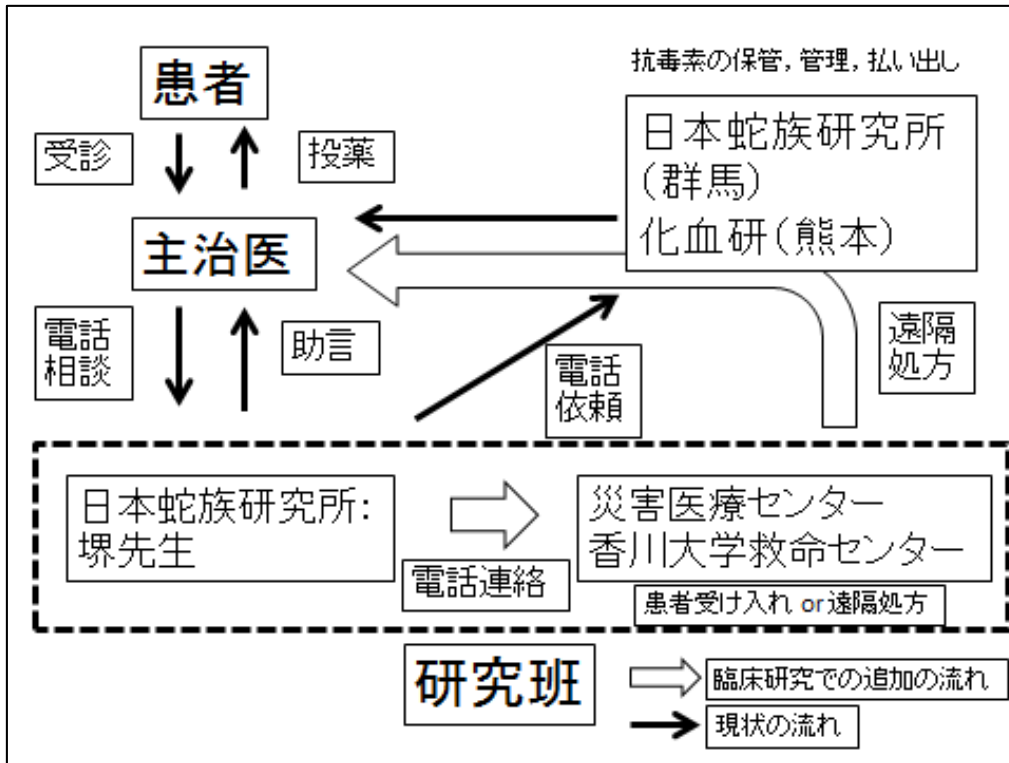 患者
抗毒素の保管，管理，払い出し
受診
投薬
日本蛇族研究所
(群馬)
化血研(熊本)
主治医
電話
相談
助言
電話
依頼
遠隔
処方
日本蛇族研究所：
堺先生
電話連絡
災害医療センター
香川大学救命センター
患者受け入れ or 遠隔処方
研究班
臨床研究での追加の流れ
現状の流れ